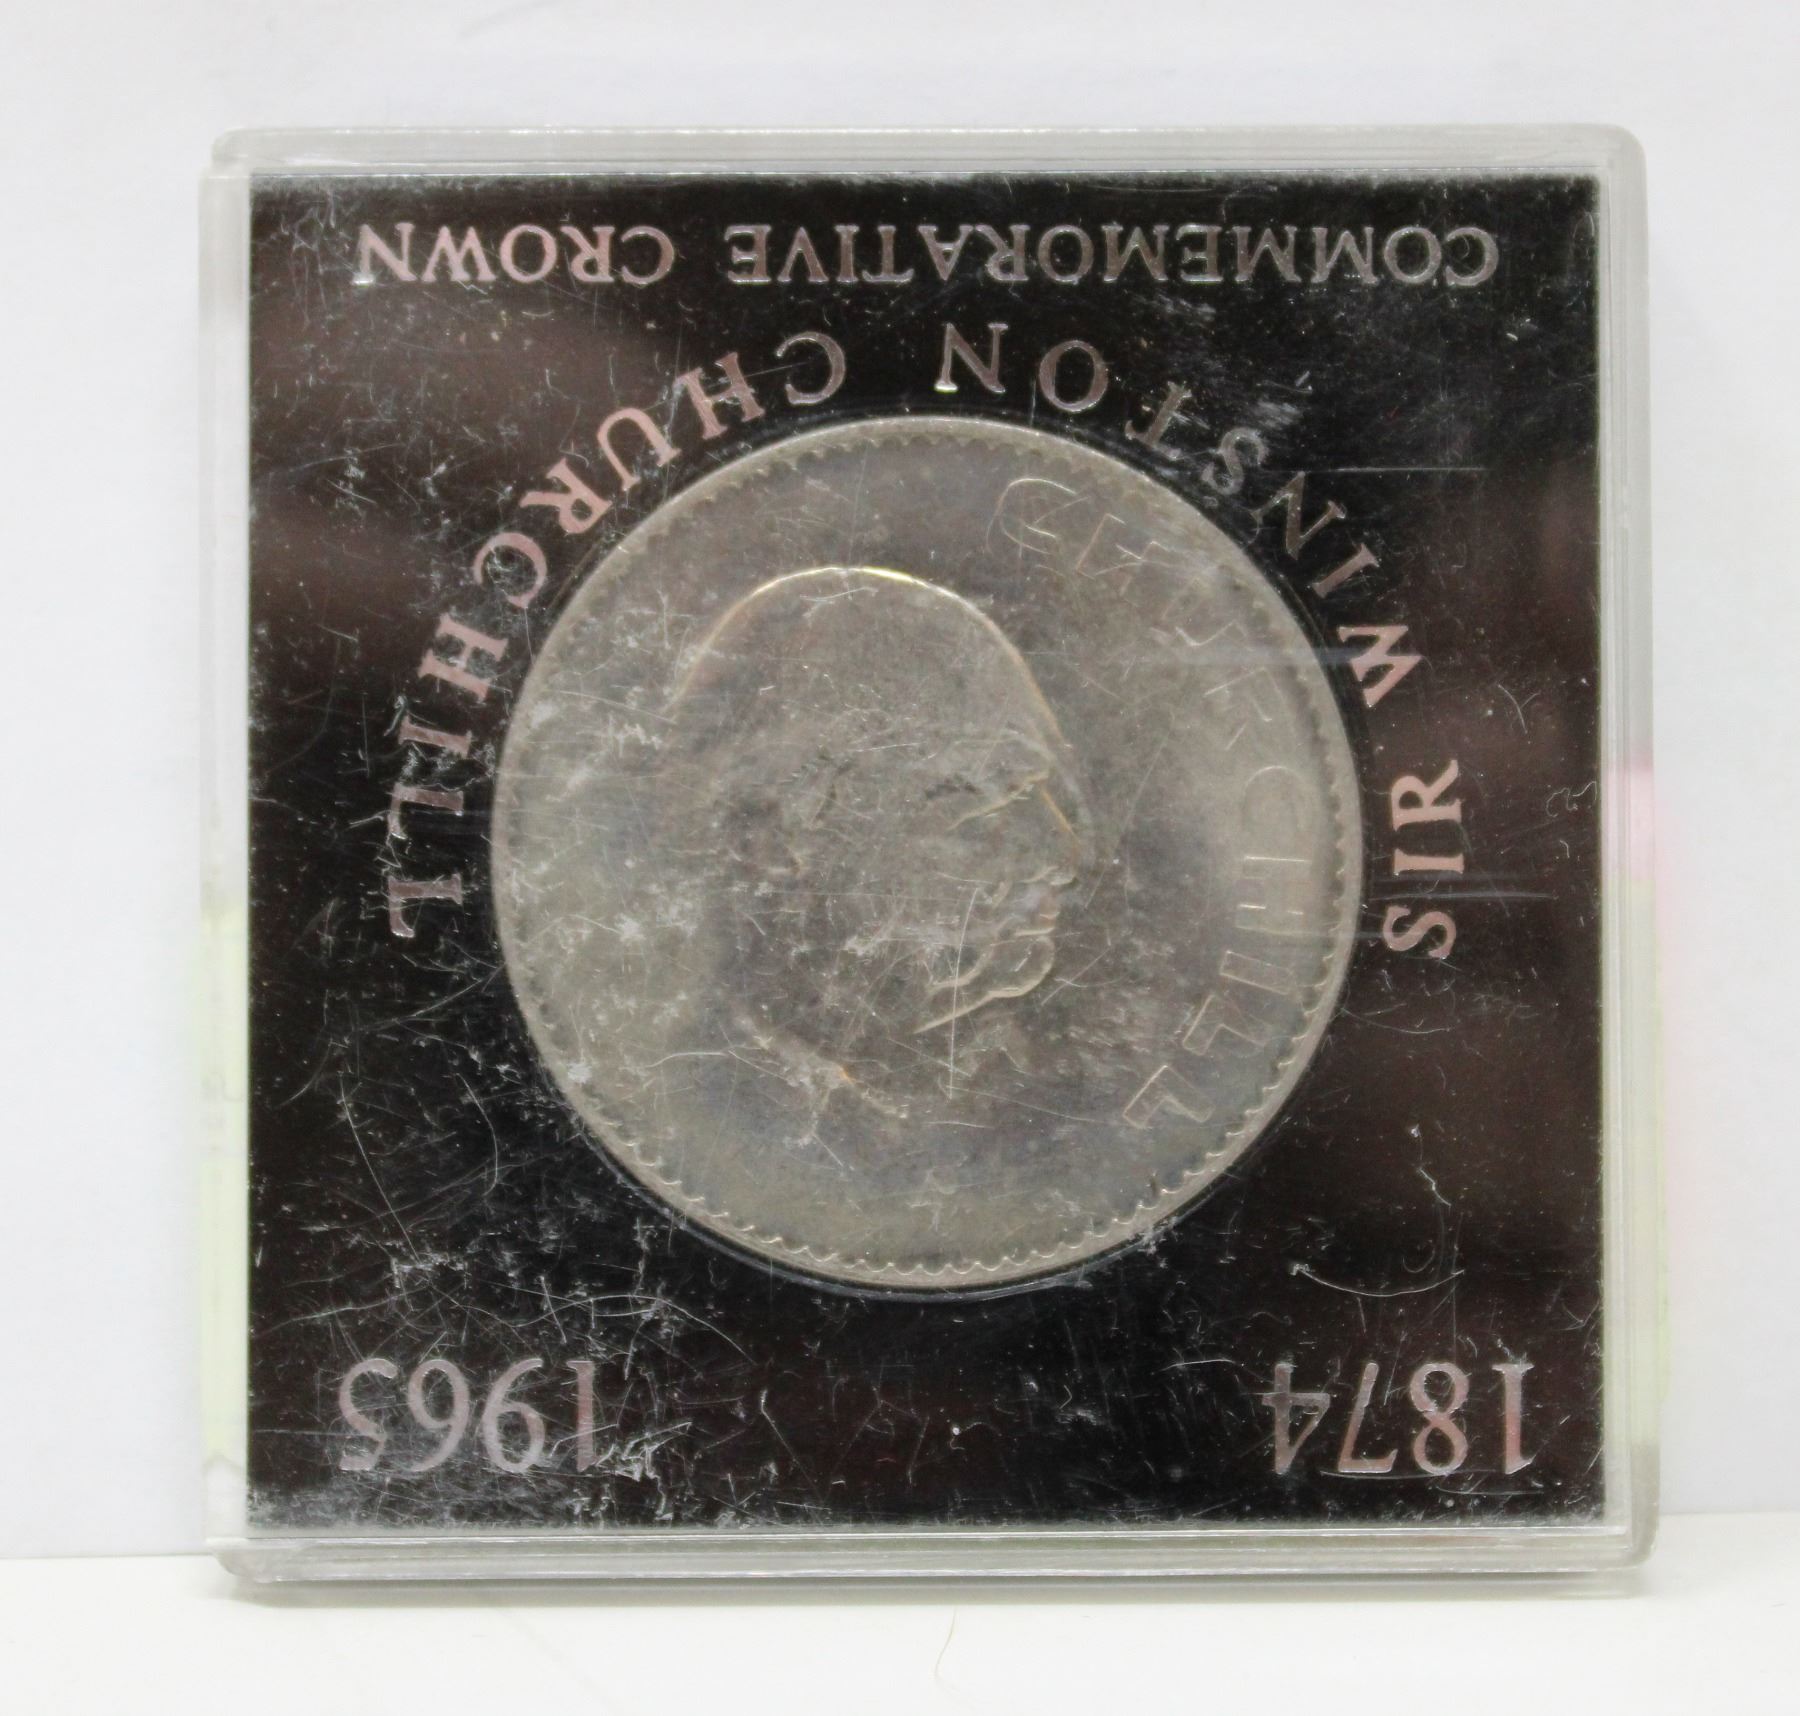 1874 1965
CHURCHILL
SIR WINSTON CHURCHILL
COMMEMORATIVE CROWN